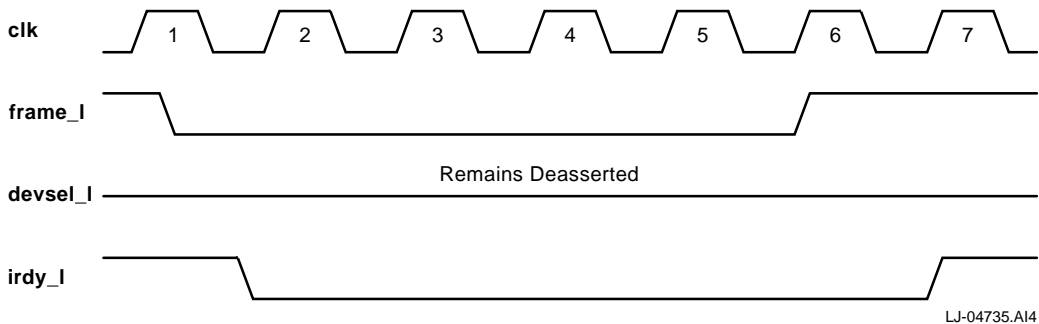 clk
1 2 3 4 5 6 7
frame_l
Remains Deasserted
devsel_l
irdy_l
LJ-04735.AI4